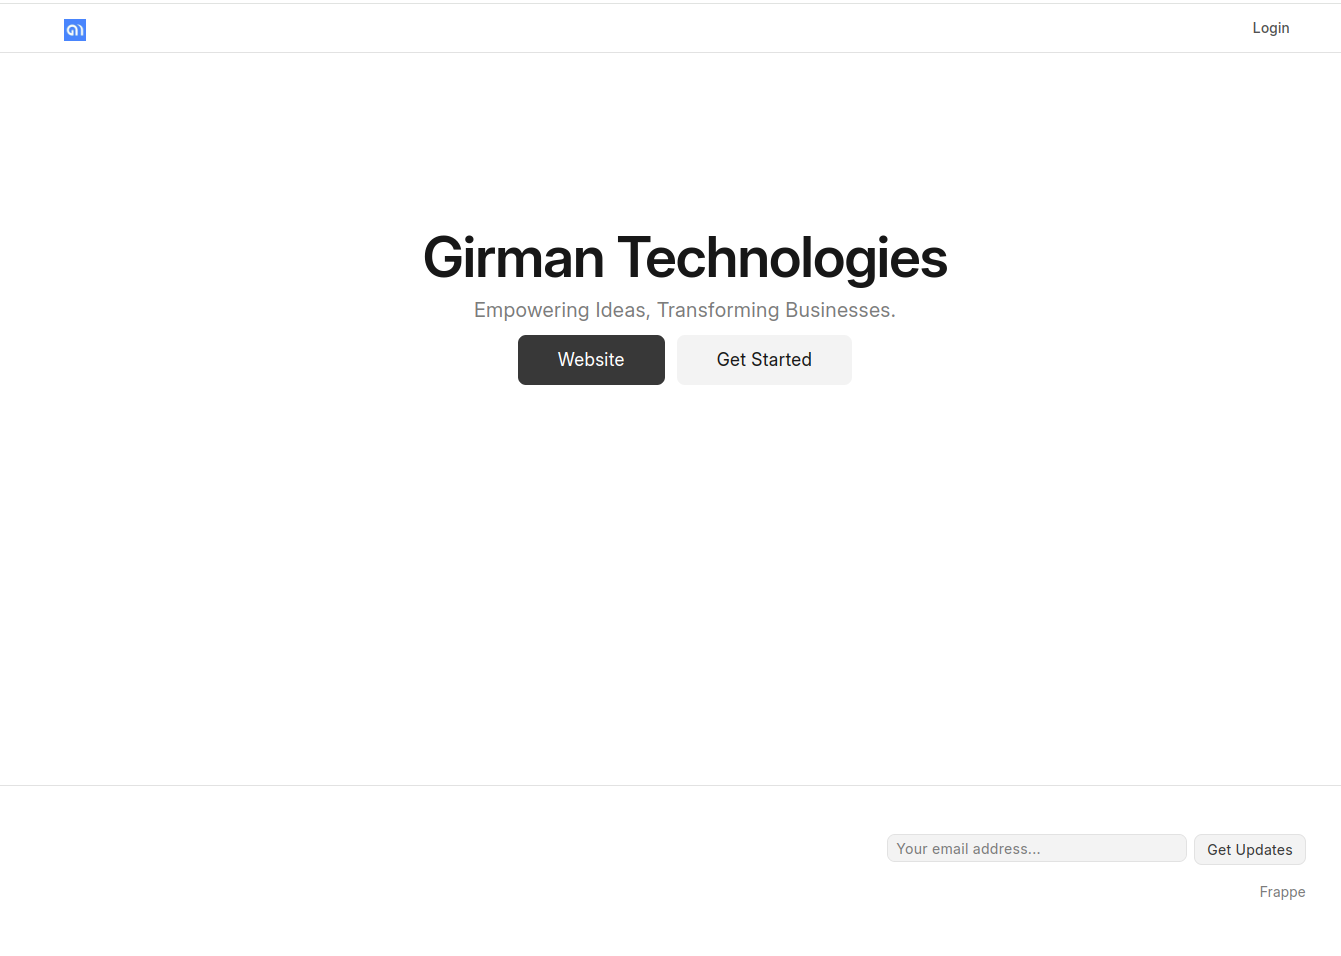 Login
Girman Technologies
Empowering Ideas, Transforming Businesses.
Website
Get Started
Your email address...
Get Updates
Frappe